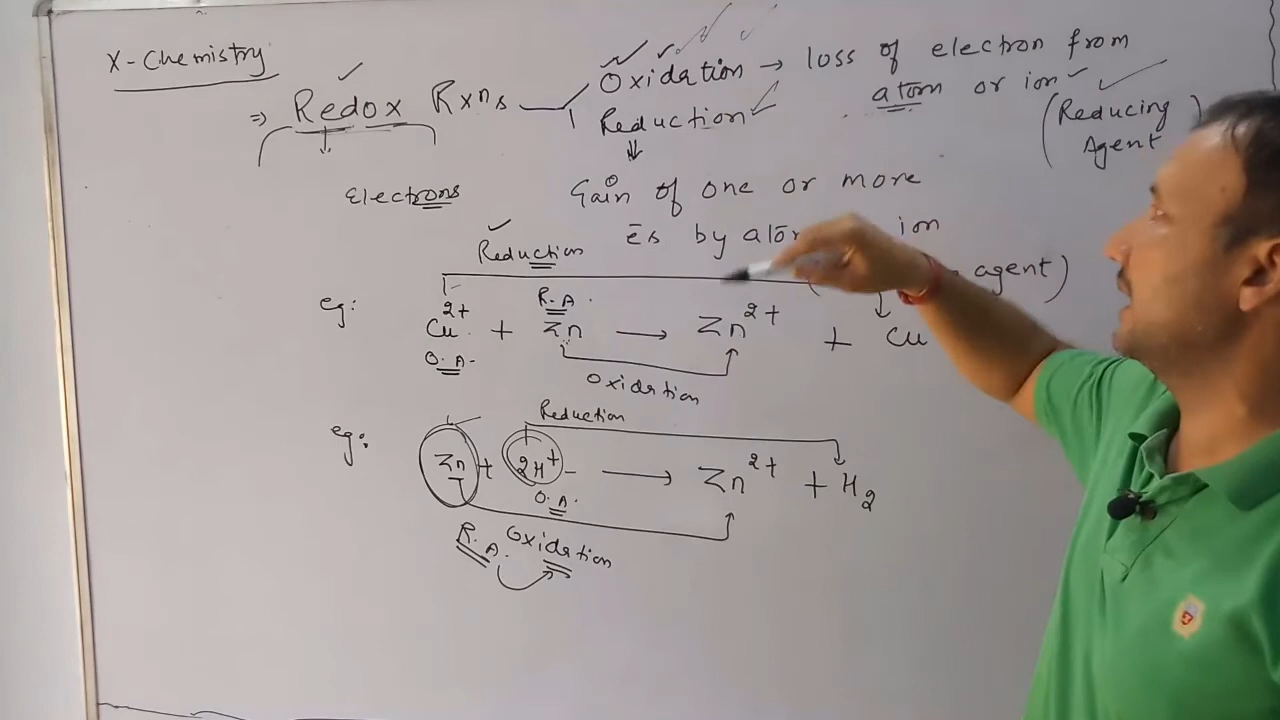 X-Chemistry
⇒ Redox Rxns
Oxidation → loss of electron from
atom or ion
Reduction
(Reducing
Agent
Electrons
Gain of one or more
ēs by ion
agent)
Reduction
eg: Cu²⁺ + Zn → Zn²⁺ + Cu
R.A.
O.A.
Oxidation
Reduction
eg: Zn + 2H⁺ → Zn²⁺ + H₂
O.A.
R.A. Oxidation